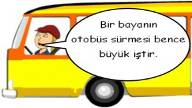 Bir bayanın
otobüs sürmesi bence
büyük iştir.